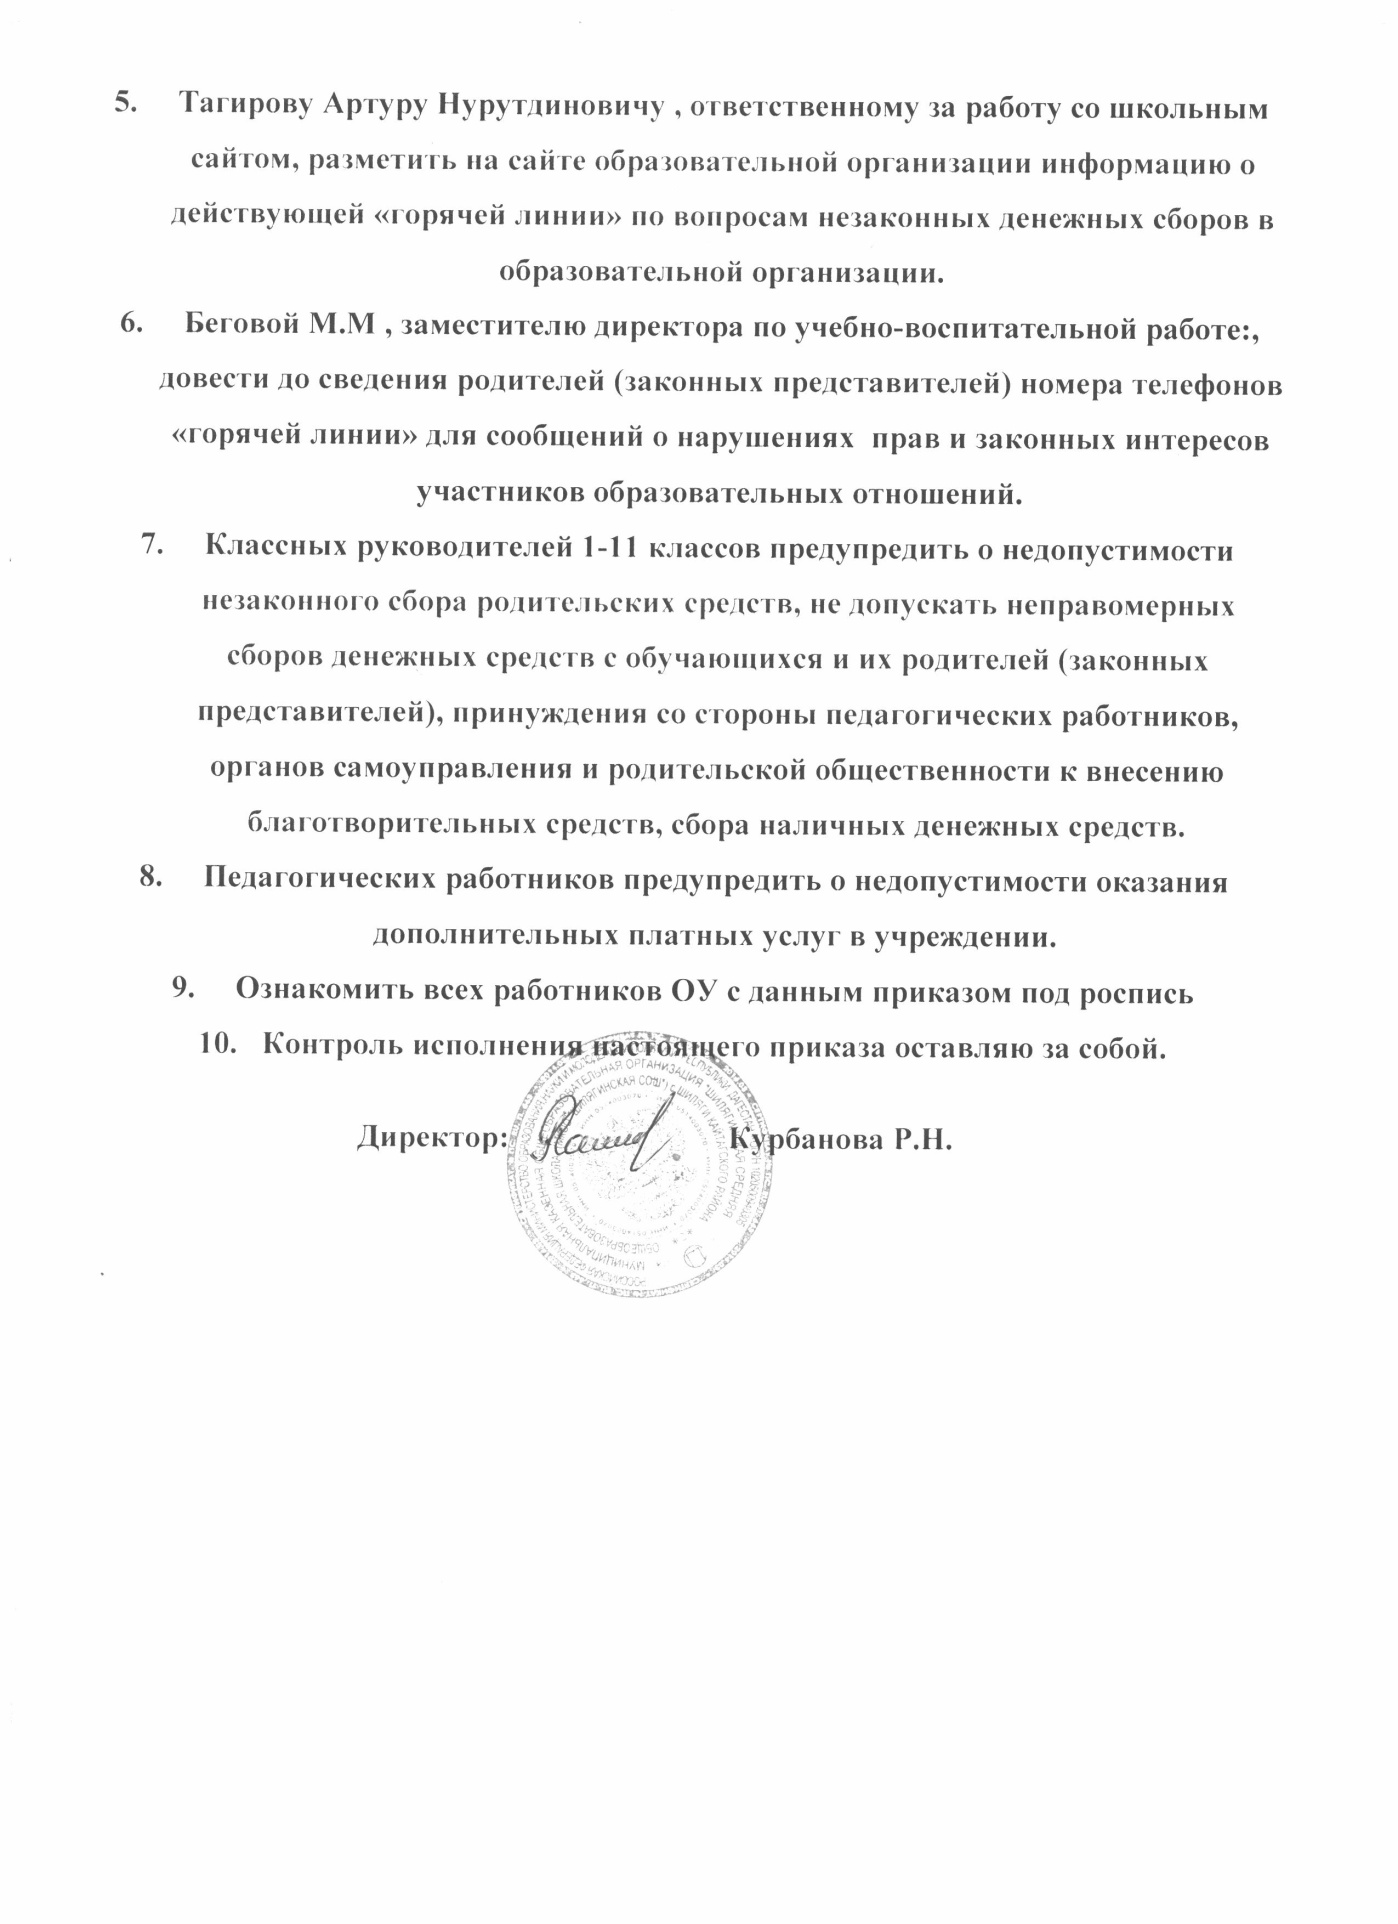 5. Тагирову Артуру Нурутдиновичу , ответственному за работу со школьным
сайтом, разметить на сайте образовательной организации информацию о
действующей «горячей линии» по вопросам незаконных денежных сборов в
образовательной организации.
6. Беговой М.М , заместителю директора по учебно-воспитательной работе:,
довести до сведения родителей (законных представителей) номера телефонов
«горячей линии» для сообщений о нарушениях прав и законных интересов
участников образовательных отношений.
7. Классных руководителей 1-11 классов предупредить о недопустимости
незаконного сбора родительских средств, не допускать неправомерных
сборов денежных средств с обучающихся и их родителей (законных
представителей), принуждения со стороны педагогических работников,
органов самоуправления и родительской общественности к внесению
благотворительных средств, сбора наличных денежных средств.
8. Педагогических работников предупредить о недопустимости оказания
дополнительных платных услуг в учреждении.
9. Ознакомить всех работников ОУ с данным приказом под роспись
10. Контроль исполнения настоящего приказа оставляю за собой.
Директор: Курбанова Р.Н.